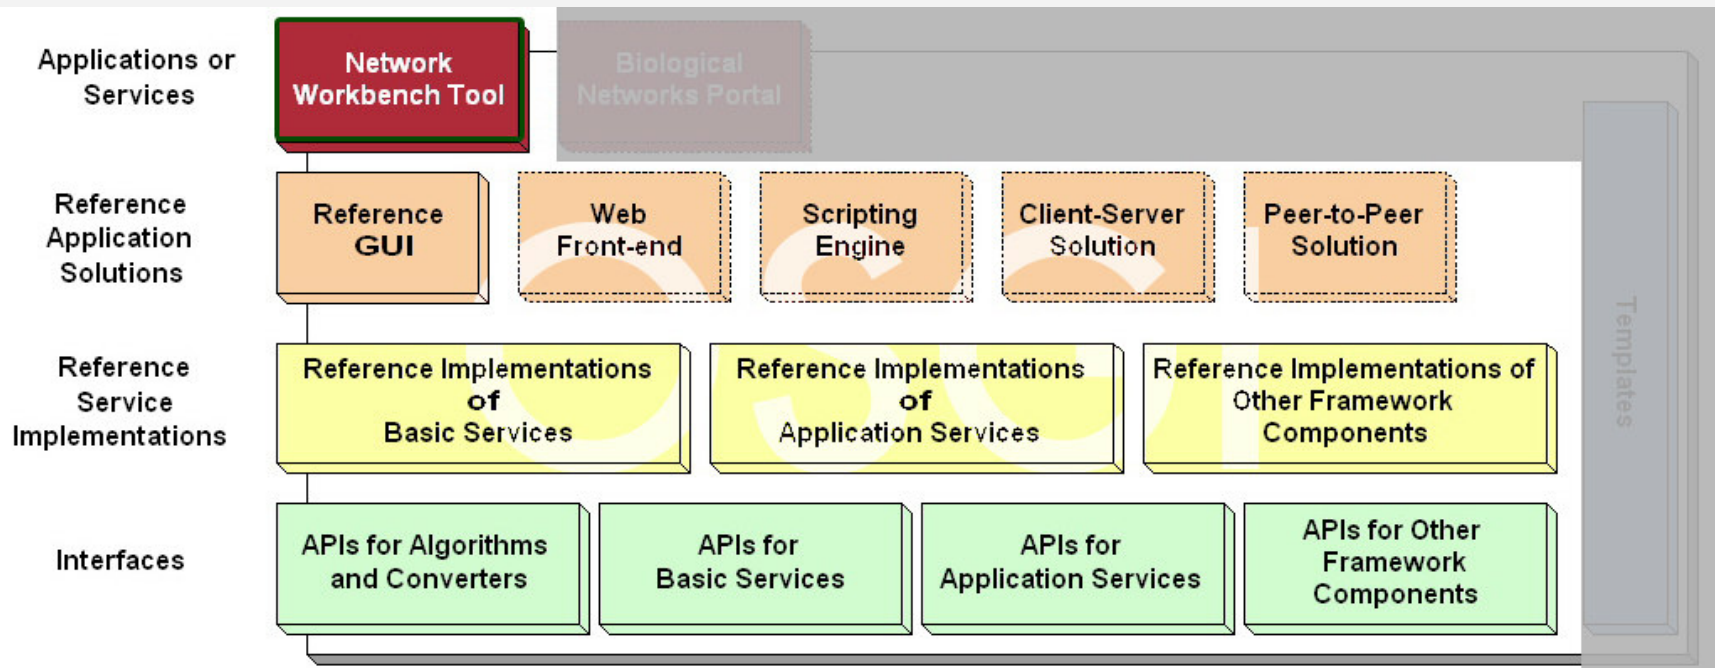 Applications or
Services
Network
Workbench Tool
Biological
Networks Portal
Reference
Application
Solutions
Reference
GUI
Web
Front-end
Scripting
Engine
Client-Server
Solution
Peer-to-Peer
Solution
Templates
Reference
Service
Implementations
Reference Implementations
of
Basic Services
Reference Implementations
of
Application Services
Reference Implementations of
Other Framework
Components
Interfaces
APIs for Algorithms
and Converters
APIs for
Basic Services
APIs for
Application Services
APIs for Other
Framework
Components
OSGI